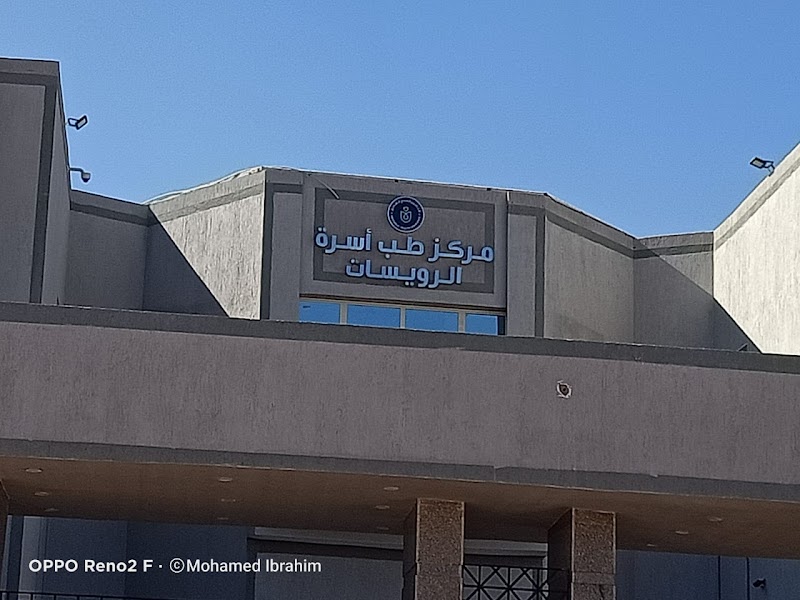 مركز طب أسرة
الرويسات
OPPO Reno2 F · ©Mohamed Ibrahim